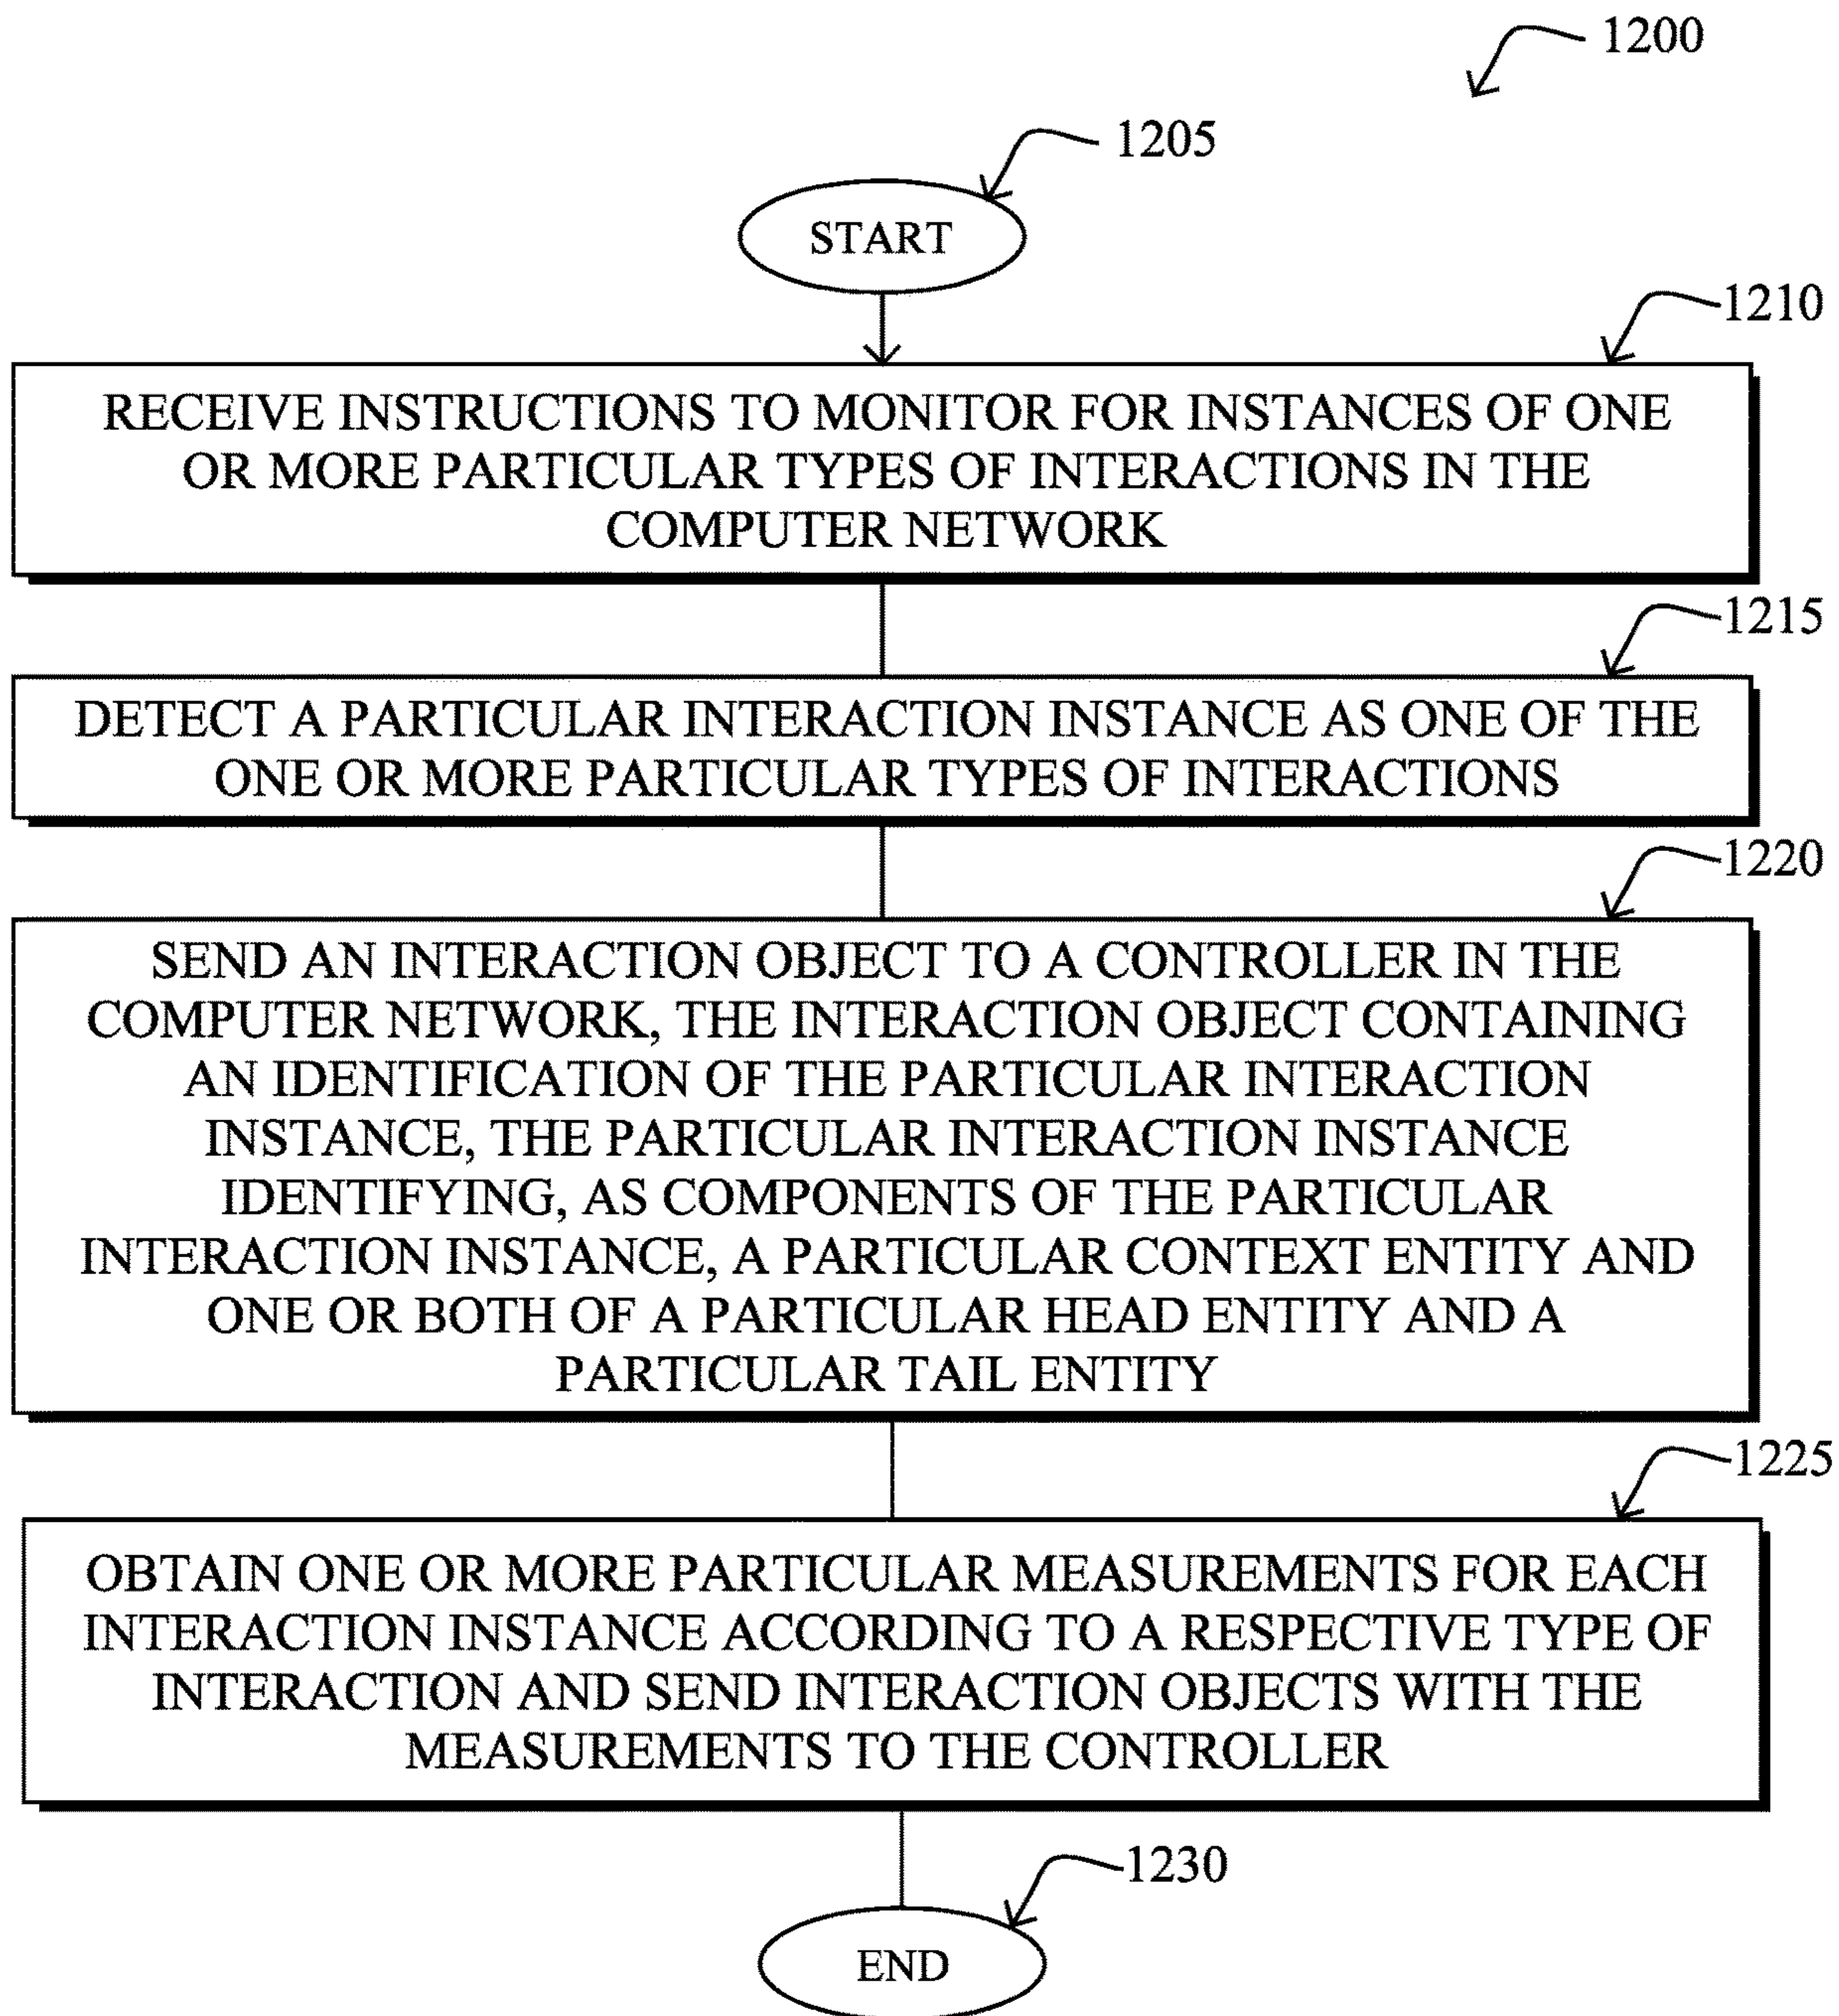 1200
1205
START
1210
RECEIVE INSTRUCTIONS TO MONITOR FOR INSTANCES OF ONE
OR MORE PARTICULAR TYPES OF INTERACTIONS IN THE
COMPUTER NETWORK
1215
DETECT A PARTICULAR INTERACTION INSTANCE AS ONE OF THE
ONE OR MORE PARTICULAR TYPES OF INTERACTIONS
1220
SEND AN INTERACTION OBJECT TO A CONTROLLER IN THE
COMPUTER NETWORK, THE INTERACTION OBJECT CONTAINING
AN IDENTIFICATION OF THE PARTICULAR INTERACTION
INSTANCE, THE PARTICULAR INTERACTION INSTANCE
IDENTIFYING, AS COMPONENTS OF THE PARTICULAR
INTERACTION INSTANCE, A PARTICULAR CONTEXT ENTITY AND
ONE OR BOTH OF A PARTICULAR HEAD ENTITY AND A
PARTICULAR TAIL ENTITY
1225
OBTAIN ONE OR MORE PARTICULAR MEASUREMENTS FOR EACH
INTERACTION INSTANCE ACCORDING TO A RESPECTIVE TYPE OF
INTERACTION AND SEND INTERACTION OBJECTS WITH THE
MEASUREMENTS TO THE CONTROLLER
1230
END